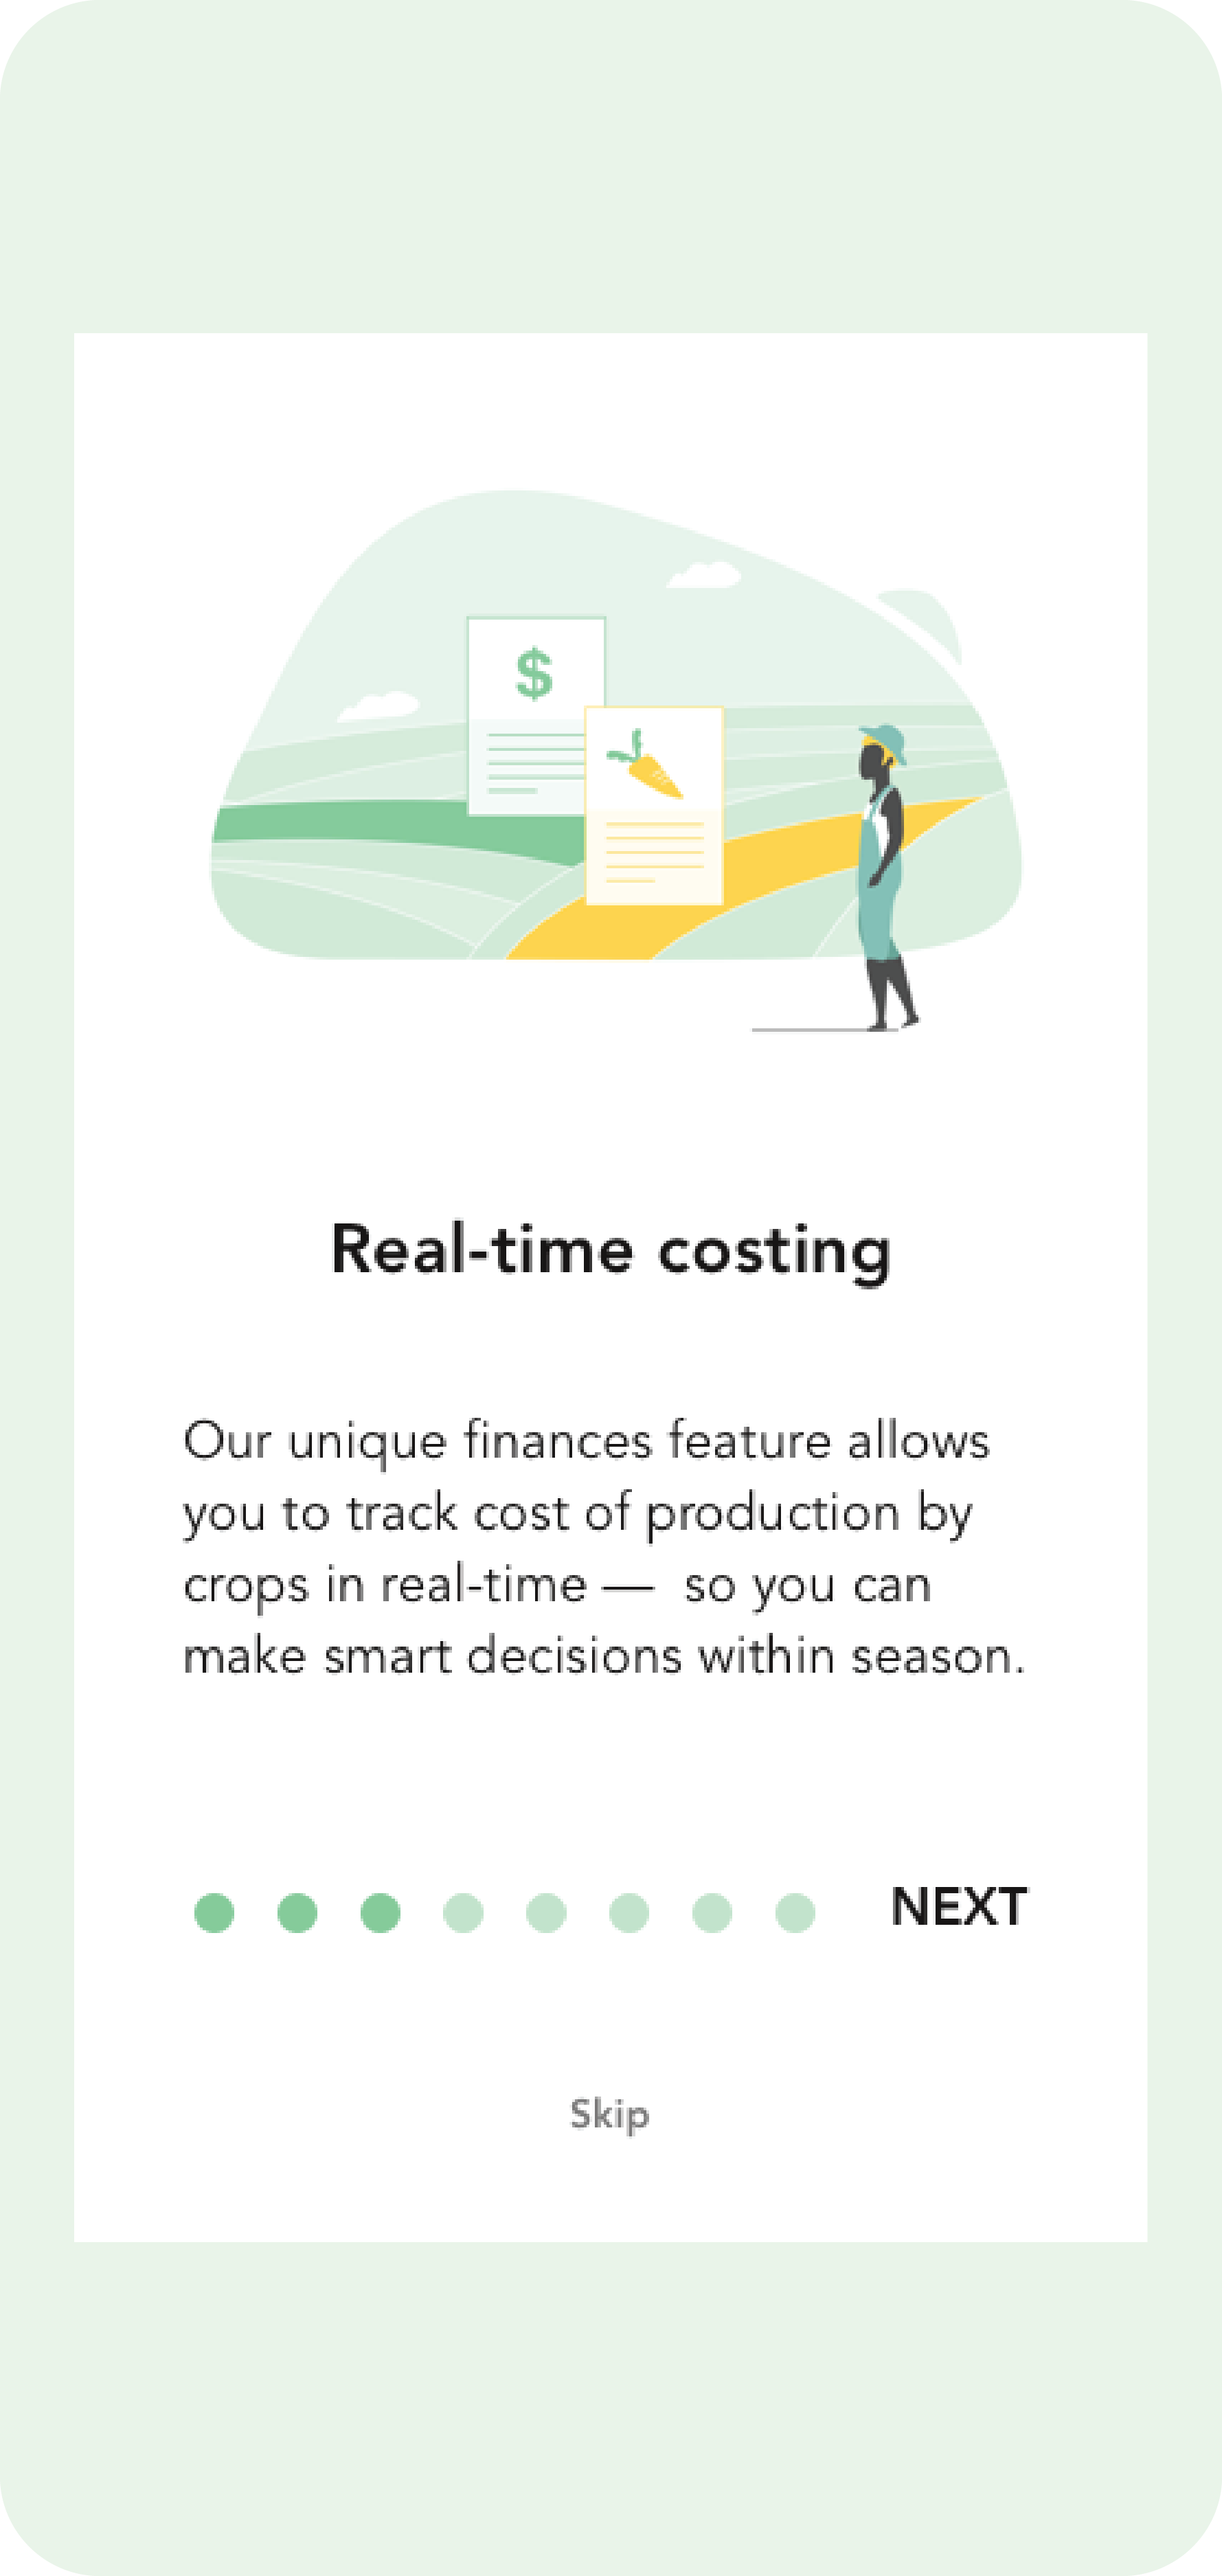 $
Real-time costing
Our unique finances feature allows
you to track cost of production by
crops in real-time —  so you can
make smart decisions within season.
NEXT
Skip